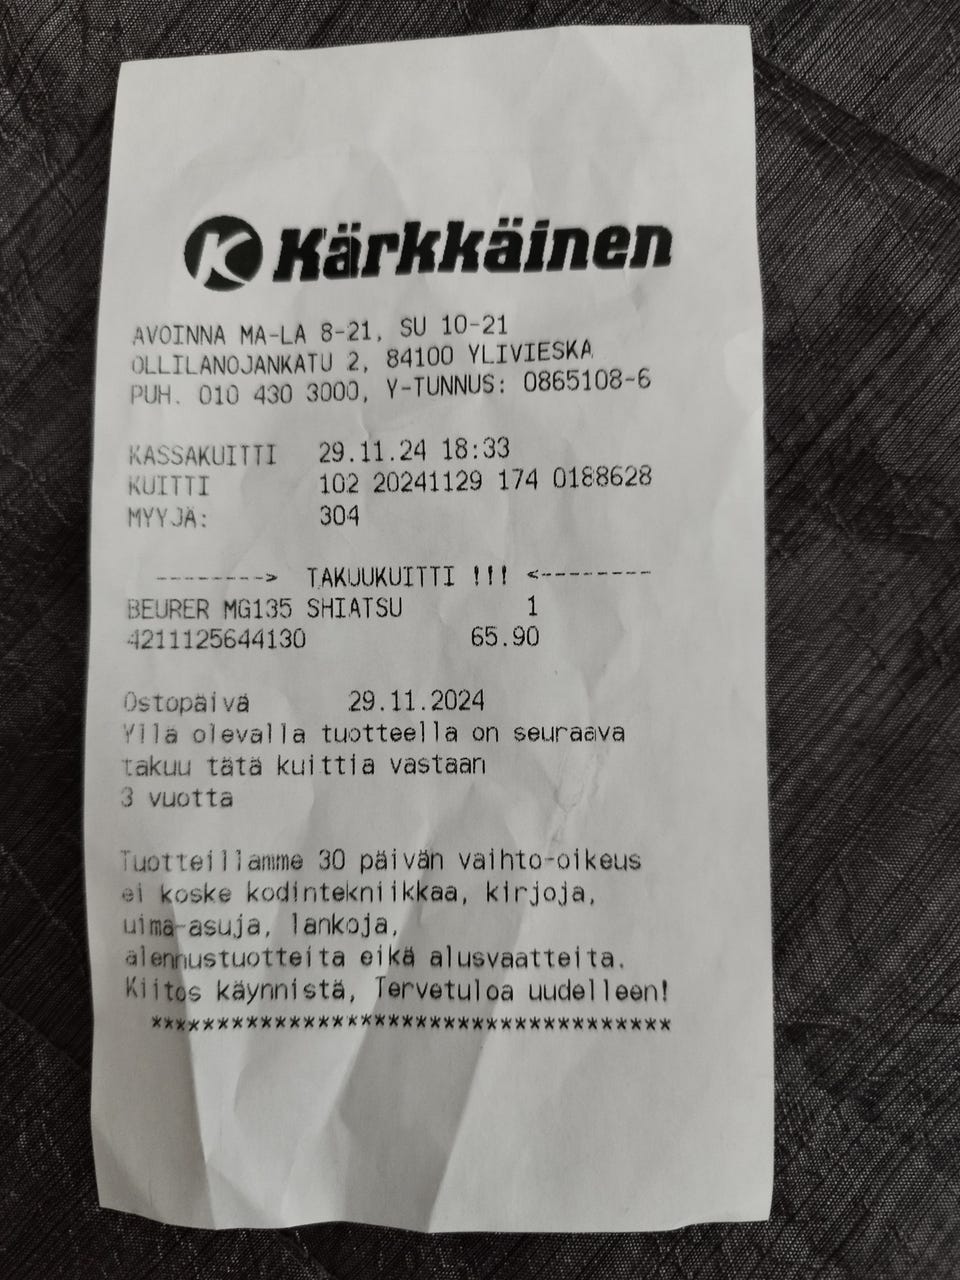 K Kärkkäinen
AVOINNA MA-LA 8-21, SU 10-21
OLLILANOJANKATU 2, 84100 YLIVIESKA
PUH. 010 430 3000, Y-TUNNUS: 0865108-6
KASSAKUITTI 29.11.24 18:33
KUITTI 102 20241129 174 0188628
MYYJÄ: 304
--------> TAKUUKUITTI !!! <--------
BEURER MG135 SHIATSU 1
4211125644130 65.90
Ostopäivä 29.11.2024
Yllä olevalla tuotteella on seuraava
takuu tätä kuittia vastaan
3 vuotta
Tuotteillamme 30 päivän vaihto-oikeus
ei koske kodintekniikkaa, kirjoja,
uima-asuja, lankoja,
alennustuotteita eikä alusvaatteita.
Kiitos käynnistä, Tervetuloa uudelleen!
*************************************